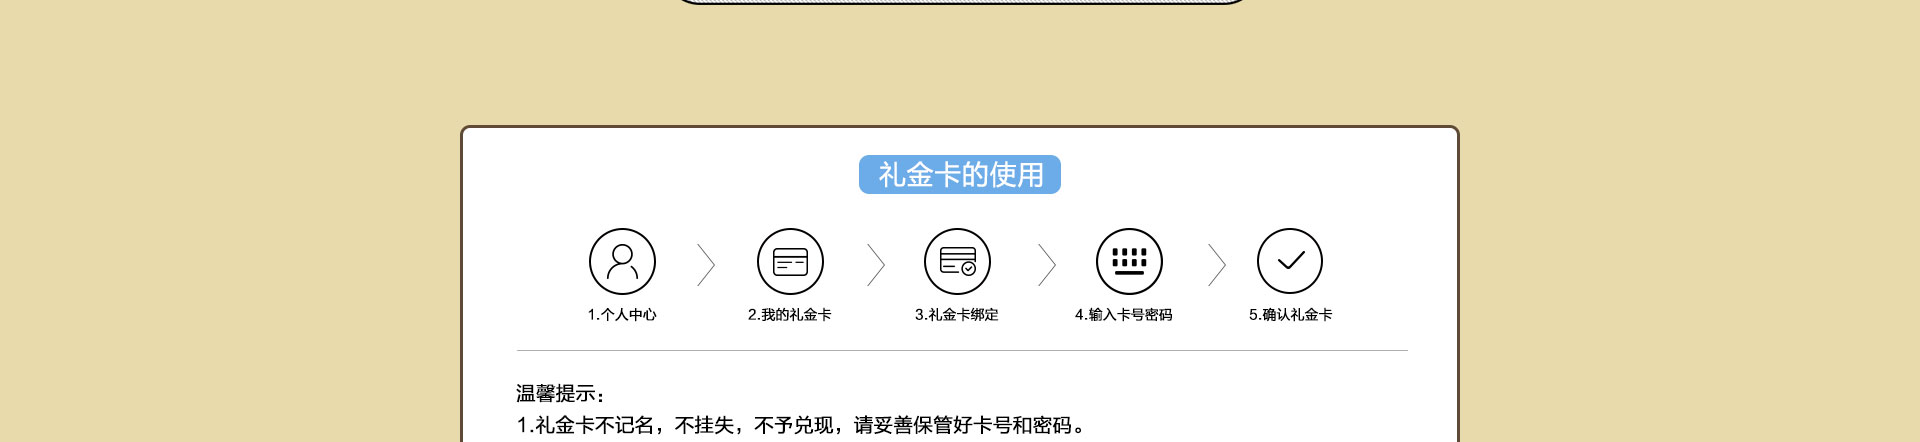 礼金卡的使用
1.个人中心
2.我的礼金卡
3.礼金卡绑定
4.输入卡号密码
5.确认礼金卡
温馨提示：
1.礼金卡不记名，不挂失，不予兑现，请妥善保管好卡号和密码。